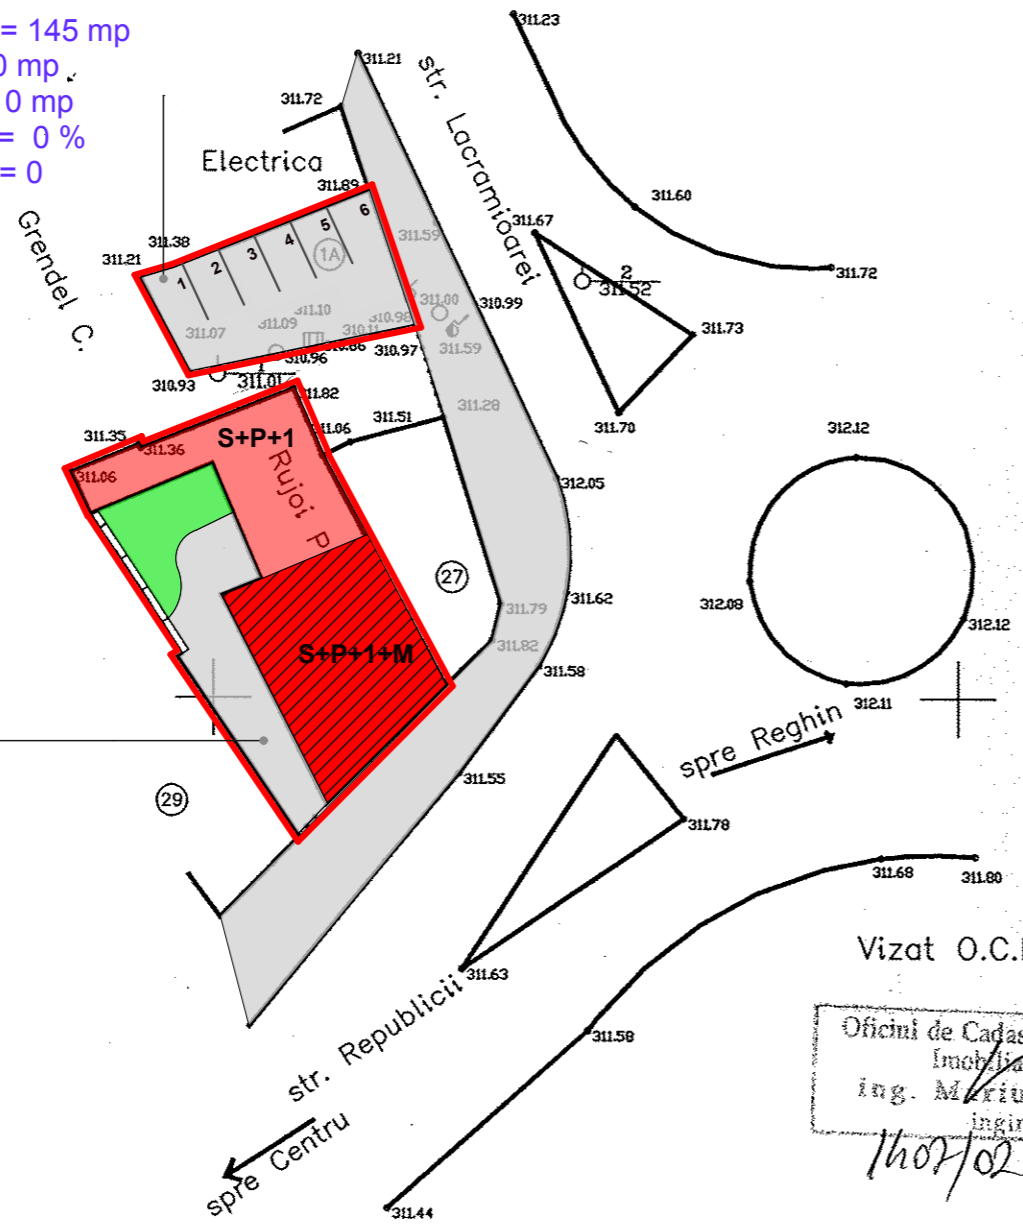 = 145 mp
0 mp
0 mp
= 0 %
= 0
311.23
311.21
311.72
str. Lacramioarei
Electrica
311.89
311.60
Grendel C.
311.38
311.21
1 2 3 4 5 6
1A
311.59
311.67
2
311.52
311.72
311.07
311.09
311.10
310.11
310.98
311.00
310.99
311.73
310.93
1
311.01
310.96
310.86
310.97
311.59
311.82
311.28
311.70
311.51
311.06
312.12
311.35
311.36
S+P+1
311.06
Rujoi P
312.05
27
311.79
311.62
312.08
312.12
311.82
S+P+1+M
311.58
312.11
spre Reghin
311.55
29
311.78
311.68
311.80
311.63
Vizat O.C.
str. Republicii
311.58
Oficiul de Cadas
Imobilia
ing. Mariu
ingin
spre Centru
1407/02
311.44